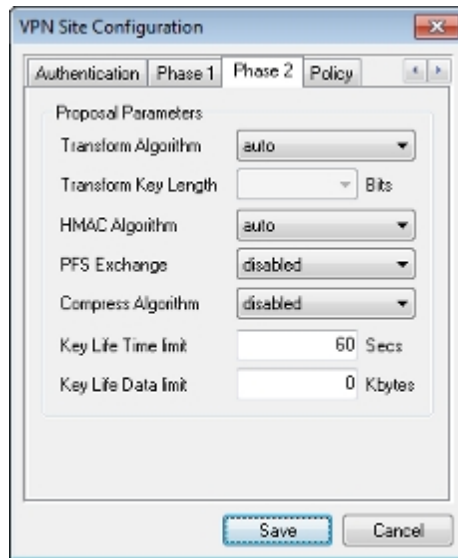 VPN Site Configuration
Authentication Phase 1 Phase 2 Policy
Proposal Parameters
Transform Algorithm auto
Transform Key Length Bits
HMAC Algorithm auto
PFS Exchange disabled
Compress Algorithm disabled
Key Life Time limit 60 Secs
Key Life Data limit 0 Kbytes
Save Cancel